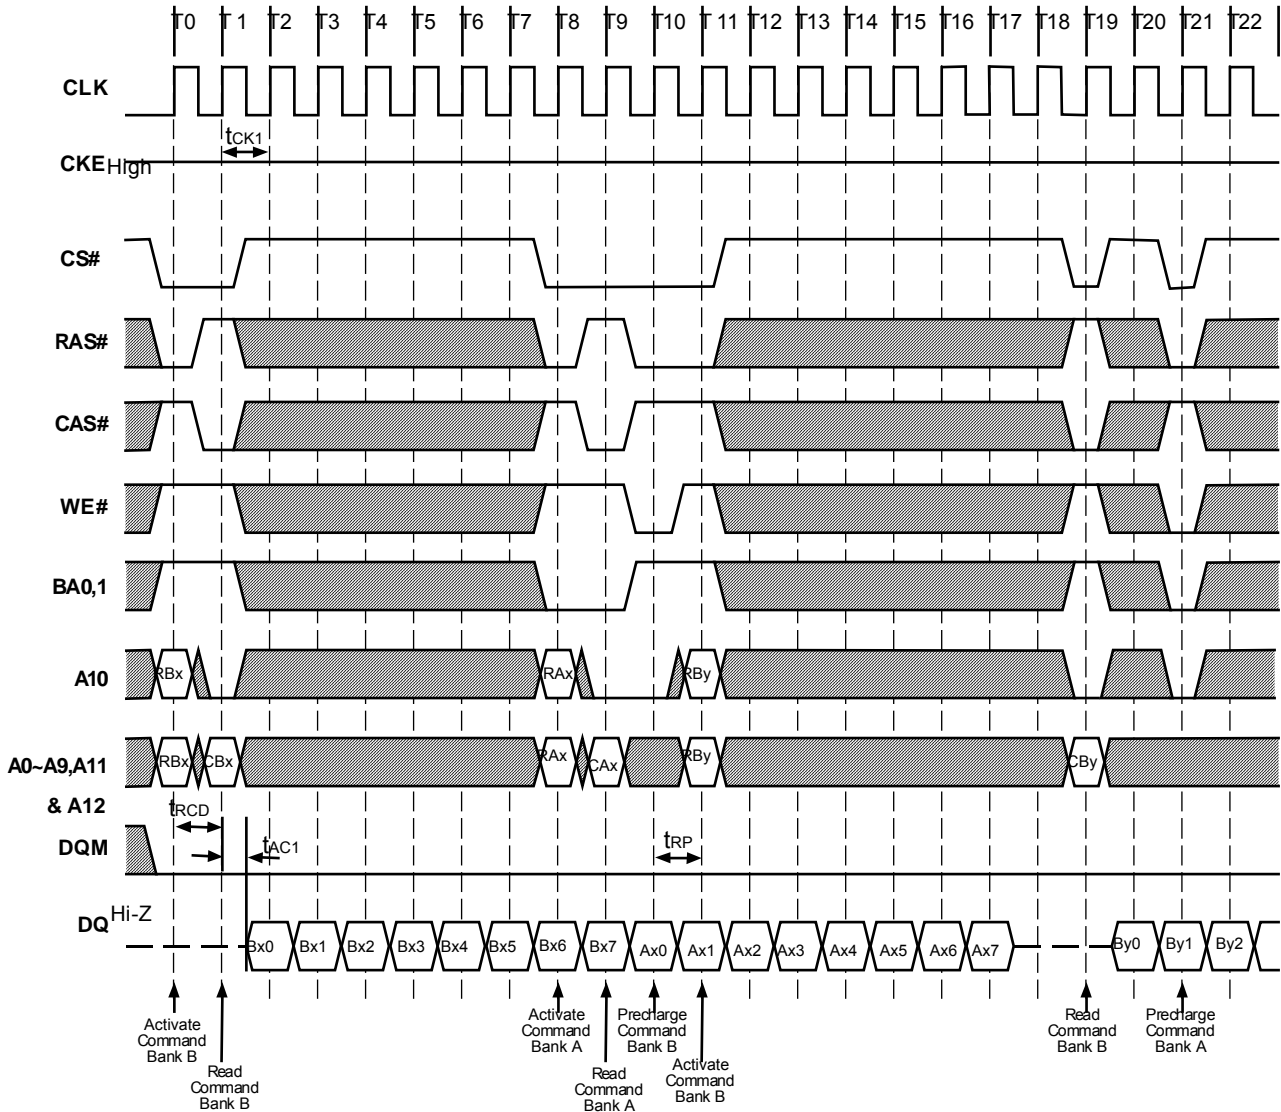 T0 T 1 T2 T3 T4 T5 T6 T7 T8 T9 T10 T 11 T12 T13 T14 T15 T16 T17 T18 T19 T20 T21 T22
CLK
tCK1
CKE High
CS#
RAS#
CAS#
WE#
BA0,1
A10 RBx RAx RBy
A0~A9,A11 RBx CBx RAx CAx RBy CBy
& A12
tRCD
DQM tAC1 tRP
DQ Hi-Z
Bx0 Bx1 Bx2 Bx3 Bx4 Bx5 Bx6 Bx7 Ax0 Ax1 Ax2 Ax3 Ax4 Ax5 Ax6 Ax7 By0 By1 By2
Activate
Command
Bank B
Read
Command
Bank B
Activate
Command
Bank A
Read
Command
Bank A
Precharge
Command
Bank B
Activate
Command
Bank B
Read
Command
Bank B
Precharge
Command
Bank A